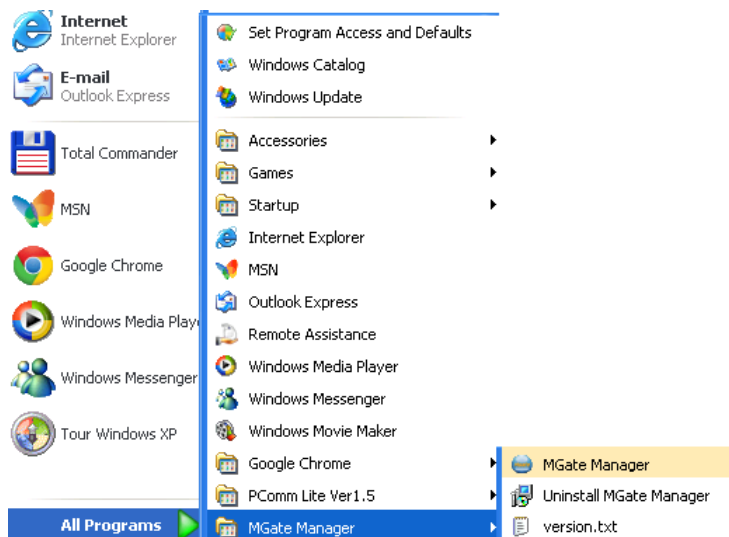 Internet
Internet Explorer
E-mail
Outlook Express
Total Commander
MSN
Google Chrome
Windows Media Play
Windows Messenger
Tour Windows XP
All Programs
Set Program Access and Defaults
Windows Catalog
Windows Update
Accessories
Games
Startup
Internet Explorer
MSN
Outlook Express
Remote Assistance
Windows Media Player
Windows Messenger
Windows Movie Maker
Google Chrome
PComm Lite Ver1.5
MGate Manager
MGate Manager
Uninstall MGate Manager
version.txt